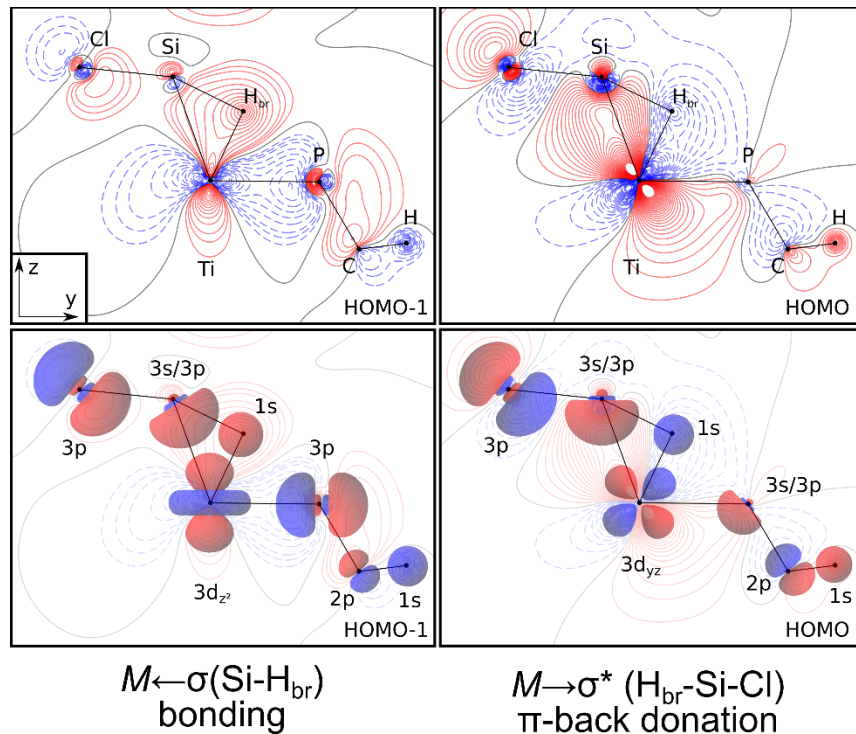 Cl
Si
H_br
P
H
C
Ti
z
y
HOMO-1
Cl
Si
H_br
P
H
C
Ti
HOMO
3s/3p
1s
3p
3p
3d_z²
2p
1s
HOMO-1
3s/3p
1s
3p
3s/3p
3d_yz
2p
1s
HOMO
M←σ(Si-H_br)
bonding
M→σ* (H_br-Si-Cl)
π-back donation